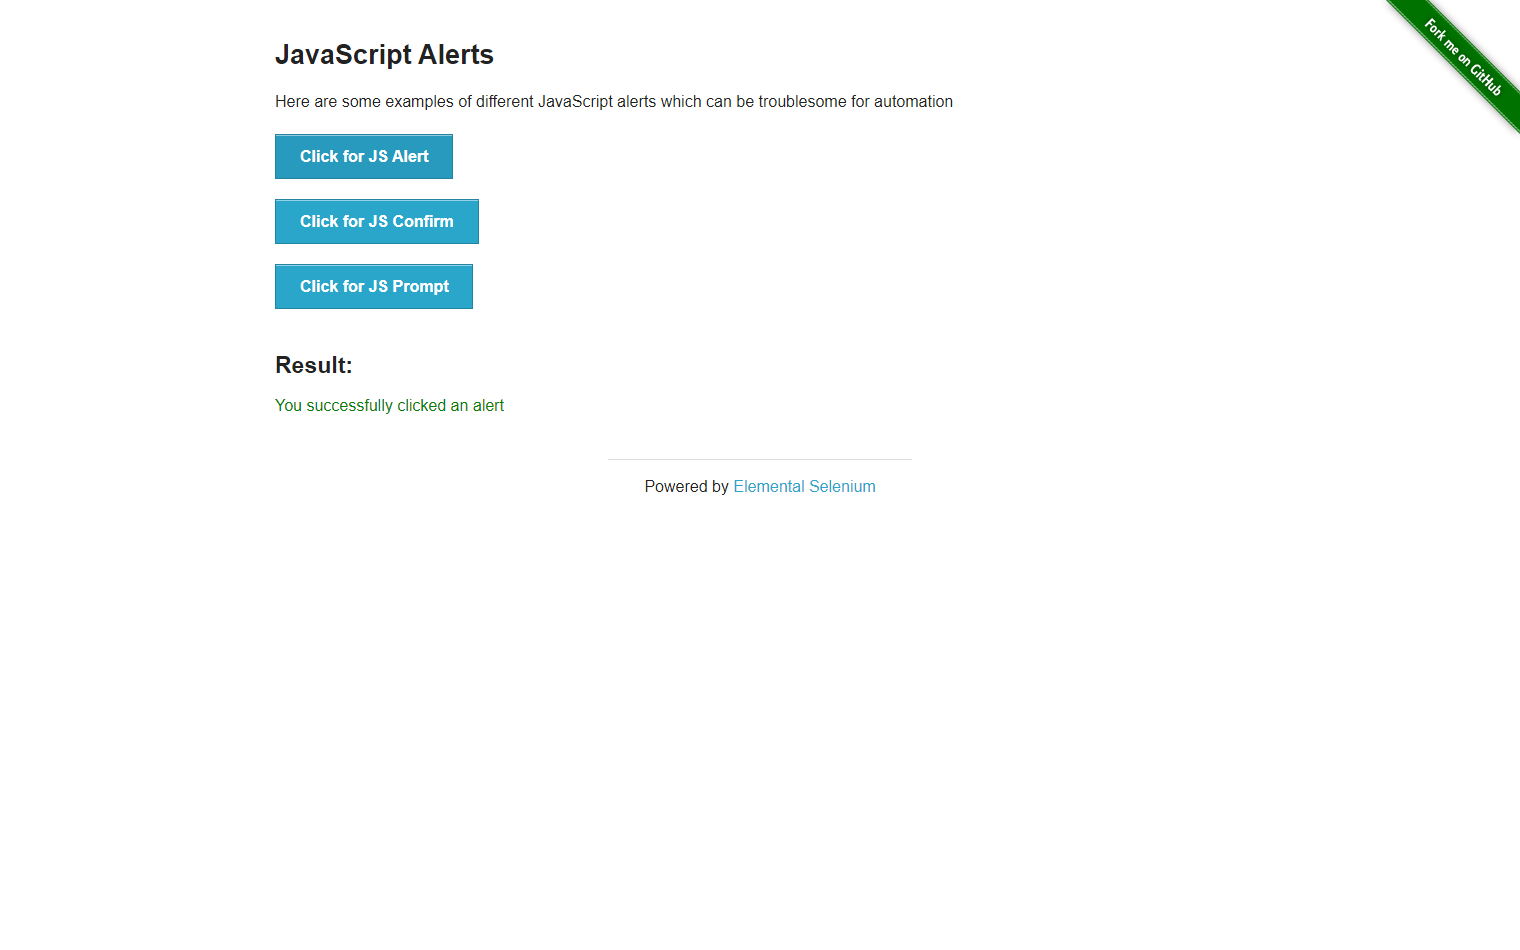 Fork me on GitHub
JavaScript Alerts
Here are some examples of different JavaScript alerts which can be troublesome for automation
Click for JS Alert
Click for JS Confirm
Click for JS Prompt
Result:
You successfully clicked an alert
Powered by Elemental Selenium